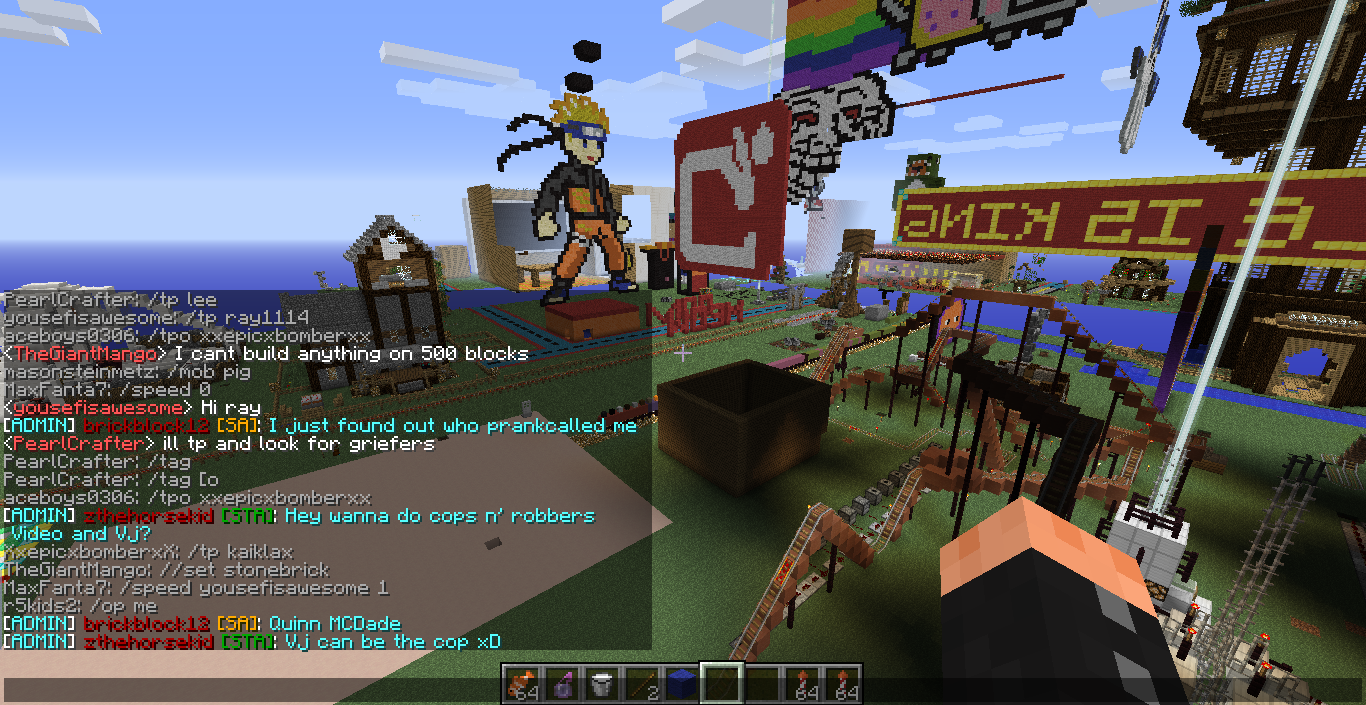 PearlCrafter: /tp lee
yousefisawesome: /tp ray1114
aceboys0306: /tpo xxepicxbomberxx
<TheGiantMango> I cant build anything on 500 blocks
masonsteinmetz: /mob pig
MaxFanta7: /speed 0
<yousefisawesome> Hi ray
[ADMIN] brickblock12 [SA]: I just found out who prankcalled me
<PearlCrafter> ill tp and look for griefers
PearlCrafter: /tag
PearlCrafter: /tag [o
aceboys0306: /tpo xxepicxbomberxx
[ADMIN] zthehorsekid [STA]: Hey wanna do cops n' robbers
Video and Vj?
XxepicxbomberxX: /tp kaiklax
TheGiantMango: //set stonebrick
MaxFanta7: /speed yousefisawesome 1
r5kids2: /op me
[ADMIN] brickblock12 [SA]: Quinn MCDade
[ADMIN] zthehorsekid [STA]: Vj can be the cop xD
E IS KING
64
2
64
64